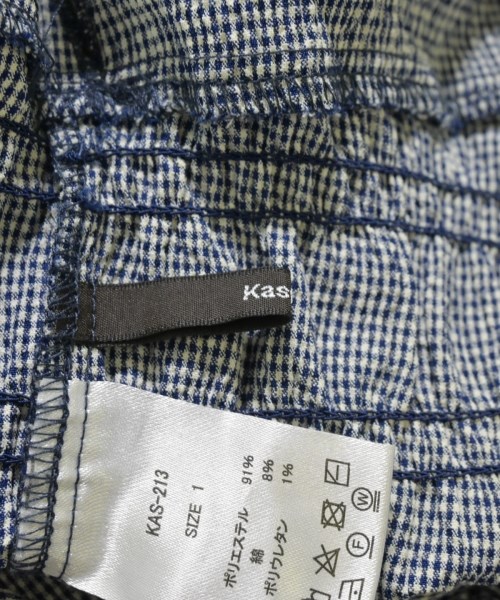 Kas
KAS-213
SIZE 1
ポリエステル 91%
綿 8%
ポリウレタン 1%
W
F